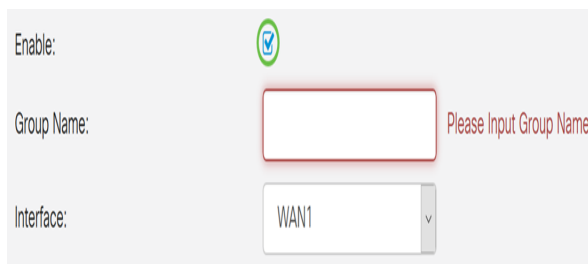 Enable:
Group Name:
Please Input Group Name
Interface:
WAN1